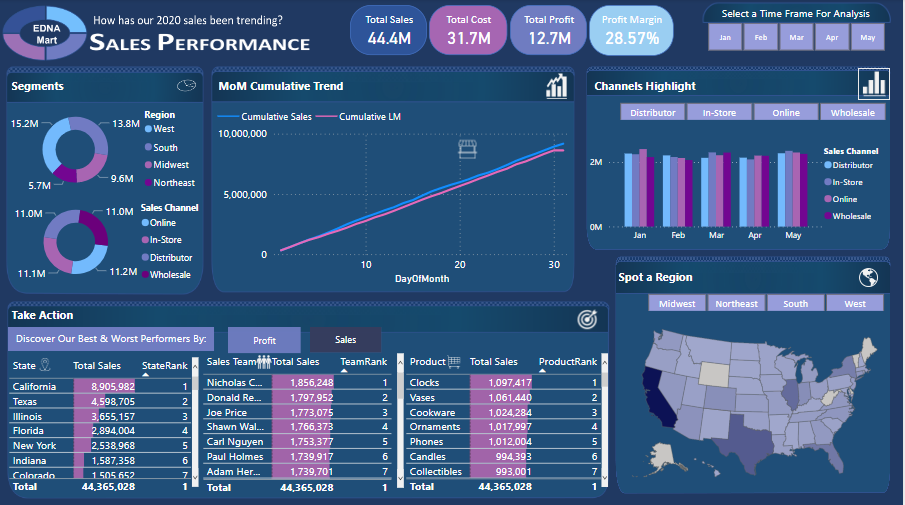 EDNA
Mart
How has our 2020 sales been trending?
SALES PERFORMANCE
Total Sales
44.4M
Total Cost
31.7M
Total Profit
12.7M
Profit Margin
28.57%
Select a Time Frame For Analysis
Jan Feb Mar Apr May
Segments
15.2M
13.8M
9.6M
5.7M
Region
West
South
Midwest
Northeast
11.0M
11.0M
11.2M
11.1M
Sales Channel
Online
In-Store
Distributor
Wholesale
MoM Cumulative Trend
Cumulative Sales Cumulative LM
10,000,000
5,000,000
0
10 20 30
DayOfMonth
Channels Highlight
Distributor In-Store Online Wholesale
2M
0M
Jan Feb Mar Apr May
Sales Channel
Distributor
In-Store
Online
Wholesale
Take Action
Discover Our Best & Worst Performers By: Profit Sales
State Total Sales StateRank
California 8,905,982 1
Texas 4,598,705 2
Illinois 3,655,157 3
Florida 2,894,004 4
New York 2,538,968 5
Indiana 1,587,358 6
Colorado 1,505,652 7
Total 44,365,028 1
Sales Team Total Sales TeamRank
Nicholas C... 1,856,248 1
Donald Re... 1,797,952 2
Joe Price 1,773,075 3
Shawn Wal... 1,766,373 4
Carl Nguyen 1,753,377 5
Paul Holmes 1,739,917 6
Adam Her... 1,739,701 7
Total 44,365,028 1
Product Total Sales ProductRank
Clocks 1,097,417 1
Vases 1,061,440 2
Cookware 1,024,284 3
Ornaments 1,017,997 4
Phones 1,012,004 5
Candles 994,393 6
Collectibles 993,001 7
Total 44,365,028 1
Spot a Region
Midwest Northeast South West